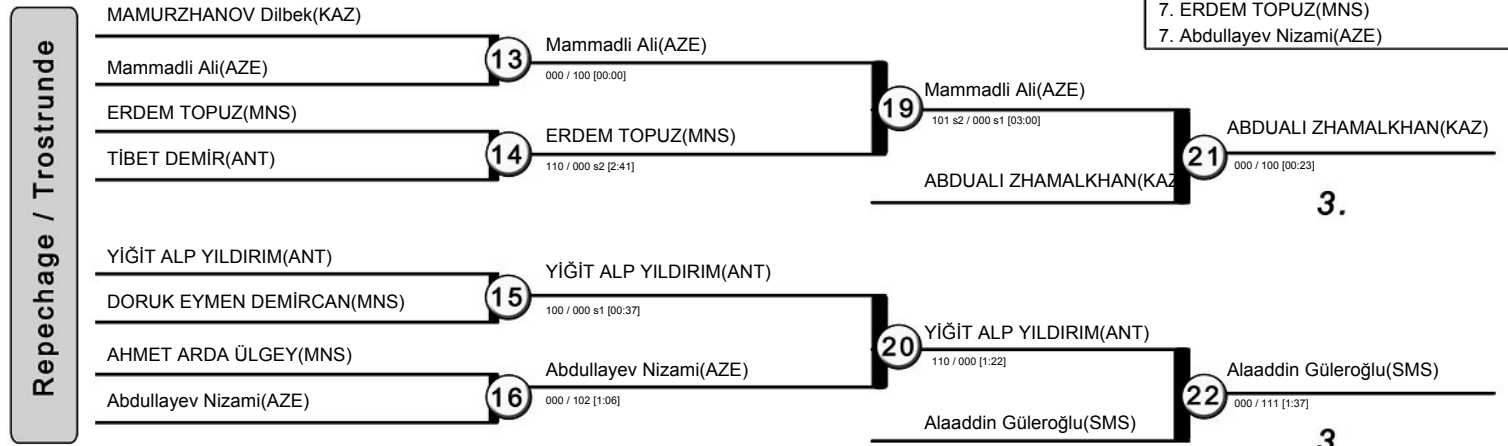 Repechage / Trostrunde
7. ERDEM TOPUZ(MNS)
7. Abdullayev Nizami(AZE)
MAMURZHANOV Dilbek(KAZ)
Mammadli Ali(AZE)
13
Mammadli Ali(AZE)
000 / 100 [00:00]
ERDEM TOPUZ(MNS)
TİBET DEMİR(ANT)
14
ERDEM TOPUZ(MNS)
110 / 000 s2 [2:41]
19
Mammadli Ali(AZE)
101 s2 / 000 s1 [03:00]
ABDUALI ZHAMALKHAN(KAZ
21
ABDUALI ZHAMALKHAN(KAZ)
000 / 100 [00:23]
3.
YİĞİT ALP YILDIRIM(ANT)
DORUK EYMEN DEMİRCAN(MNS)
15
YİĞİT ALP YILDIRIM(ANT)
100 / 000 s1 [00:37]
AHMET ARDA ÜLGEY(MNS)
Abdullayev Nizami(AZE)
16
Abdullayev Nizami(AZE)
000 / 102 [1:06]
20
YİĞİT ALP YILDIRIM(ANT)
110 / 000 [1:22]
Alaaddin Güleroğlu(SMS)
22
Alaaddin Güleroğlu(SMS)
000 / 111 [1:37]
3